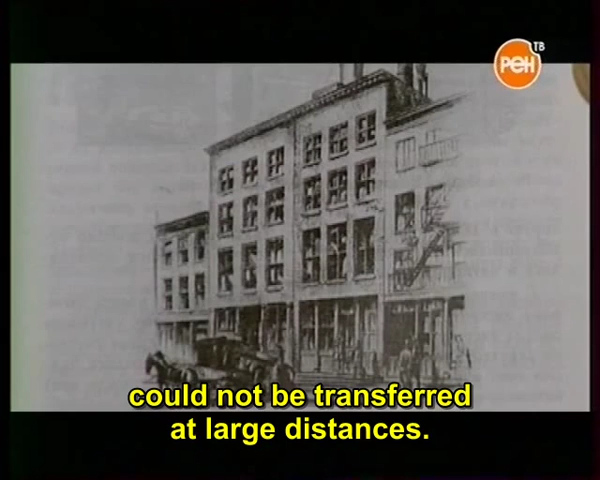 РЕН ТВ
could not be transferred
at large distances.